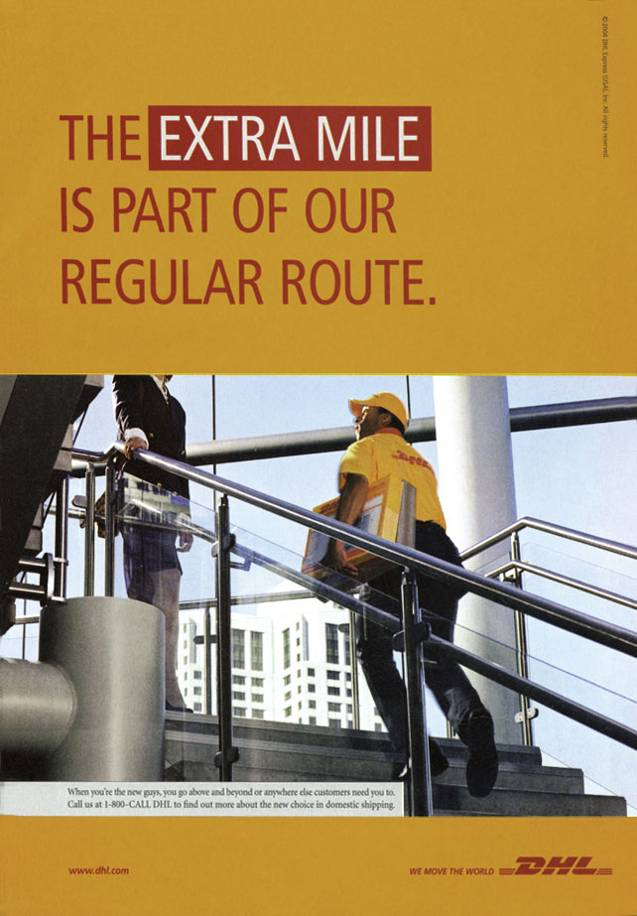 © 2004 DHL Express (USA), Inc. All rights reserved.
THE EXTRA MILE
IS PART OF OUR
REGULAR ROUTE.
DHL
When you're the new guys, you go above and beyond or anywhere else customers need you to.
Call us at 1-800-CALL DHL to find out more about the new choice in domestic shipping.
www.dhl.com
WE MOVE THE WORLD DHL